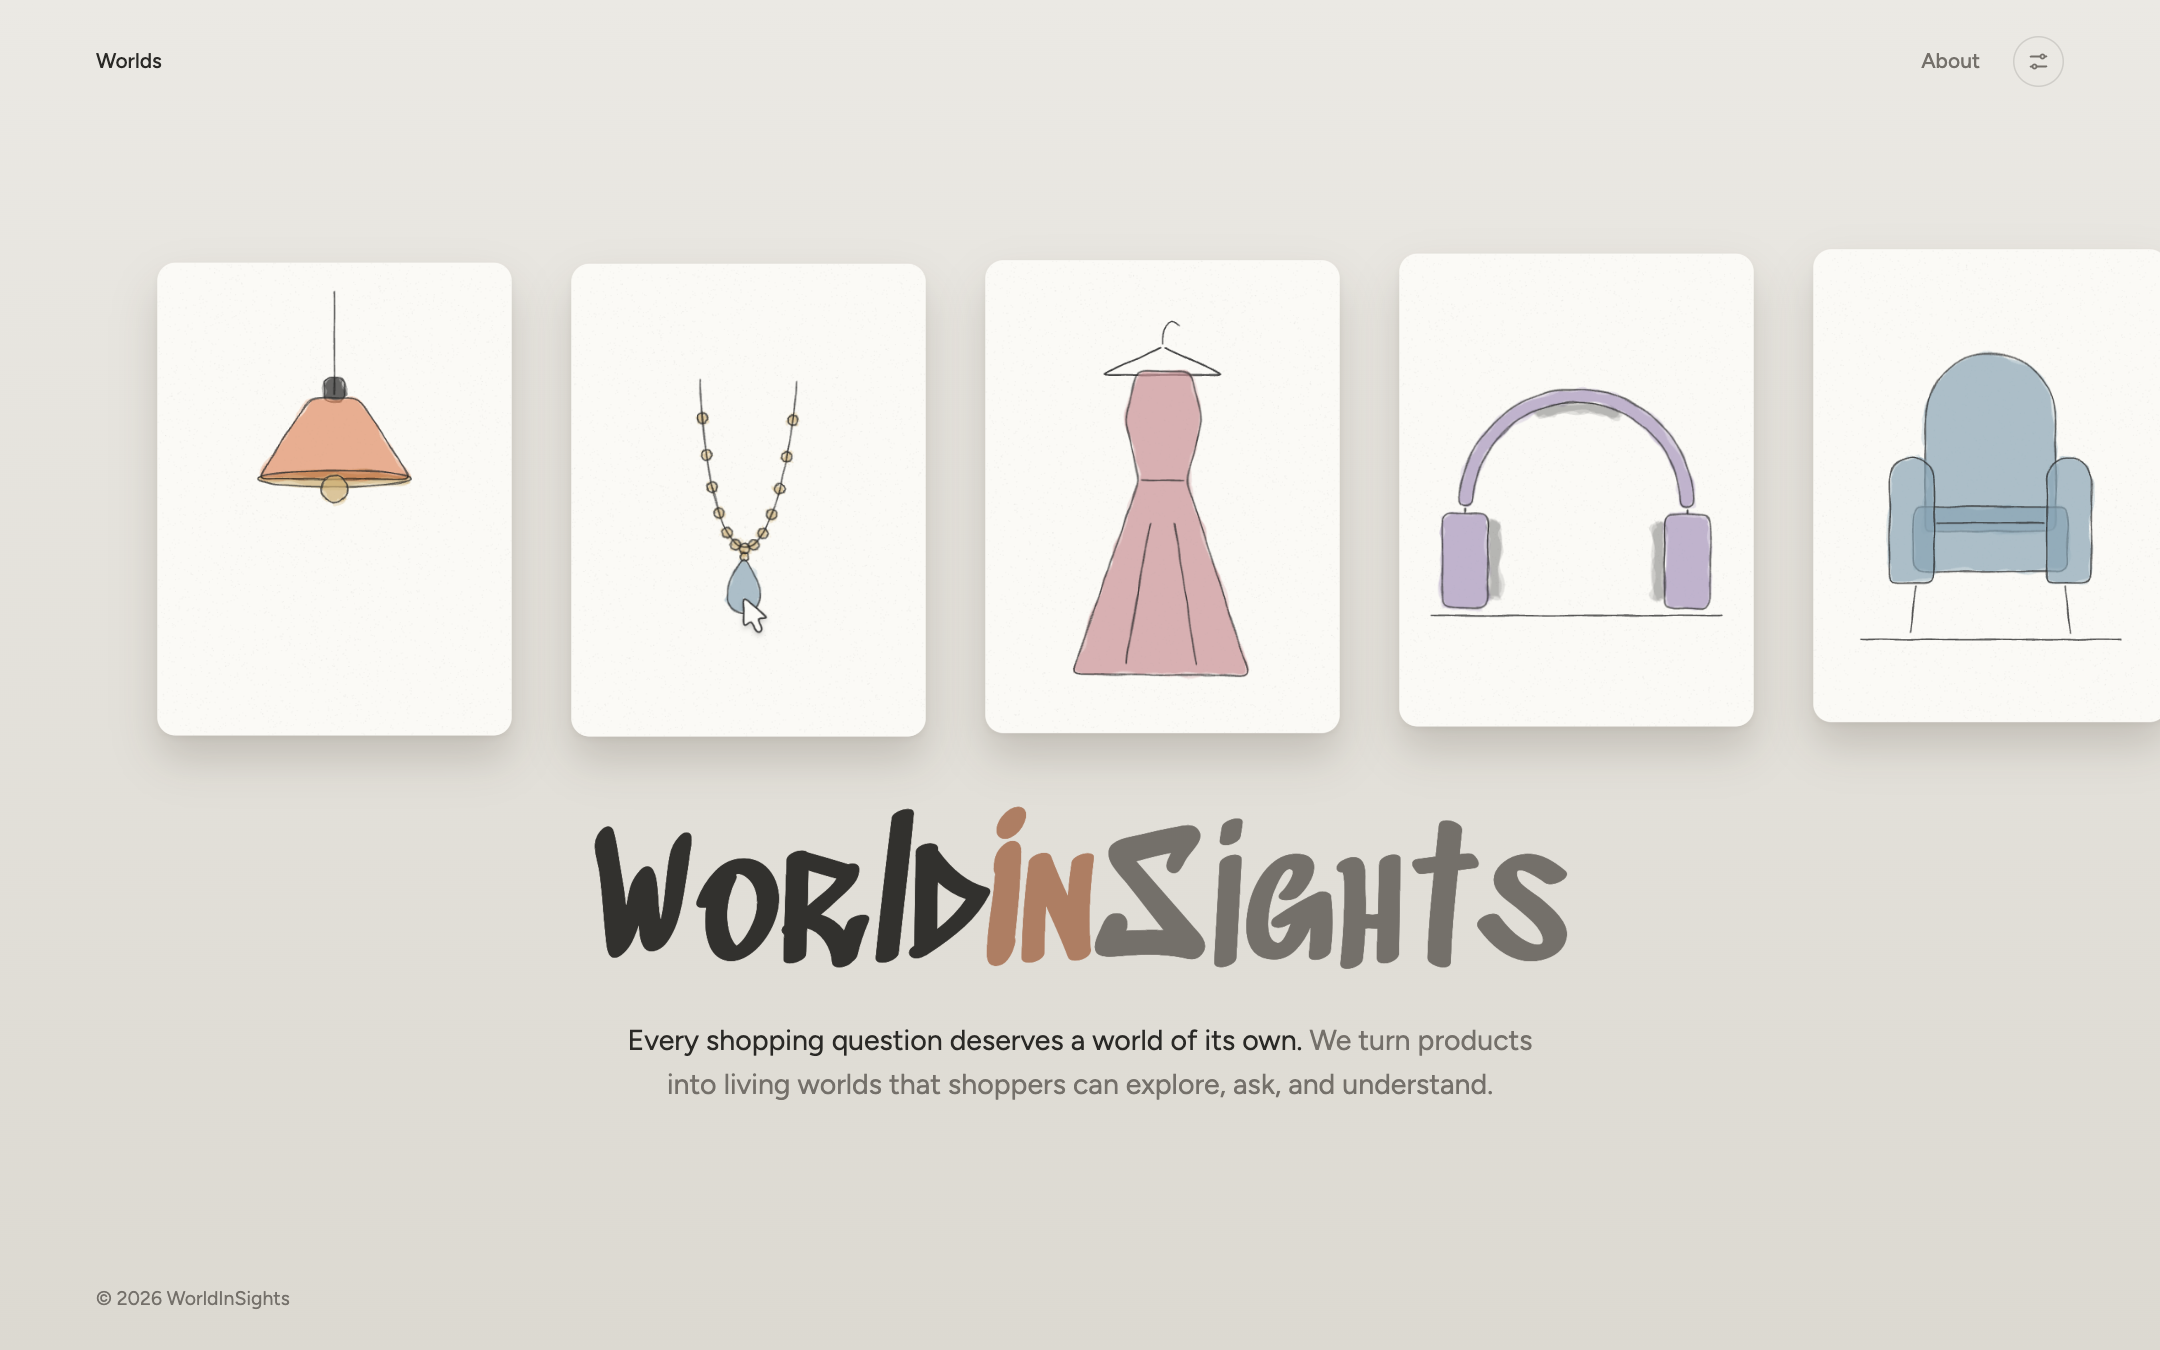 Worlds
About
WORlDiNSiGHtS
Every shopping question deserves a world of its own. We turn products
into living worlds that shoppers can explore, ask, and understand.
© 2026 WorldInSights